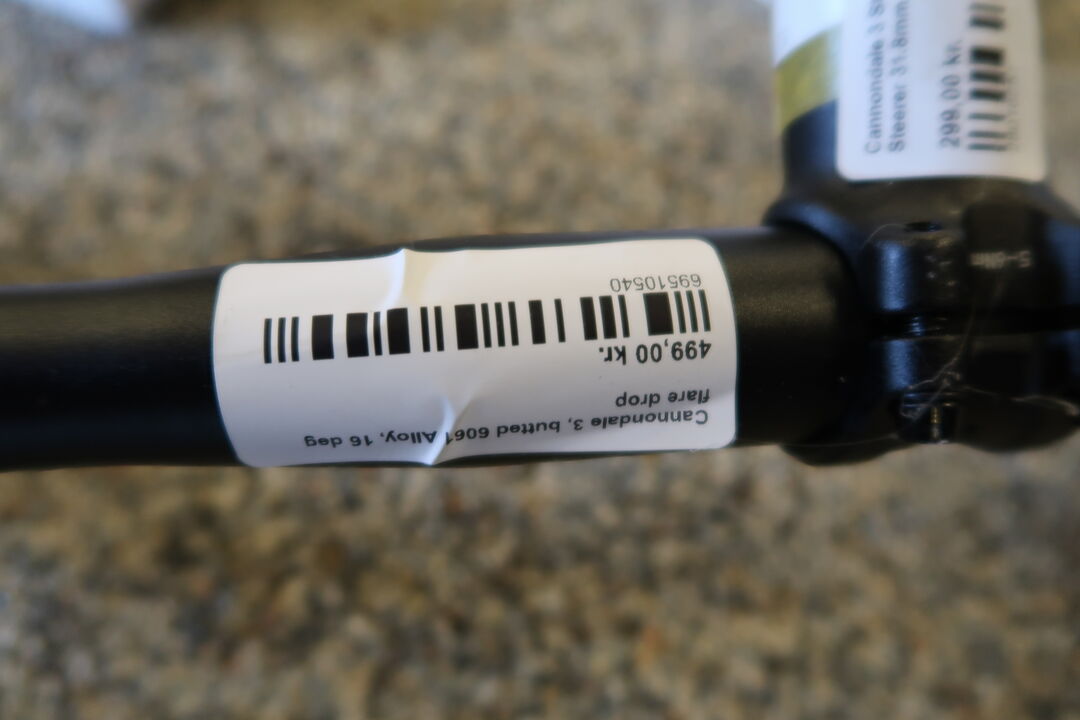 Cannondale 3, butted 6061 Alloy, 16 deg
flare drop
499,00 kr.
69510540
Cannondale 3
Steerer 31.8mm
299,00 kr.